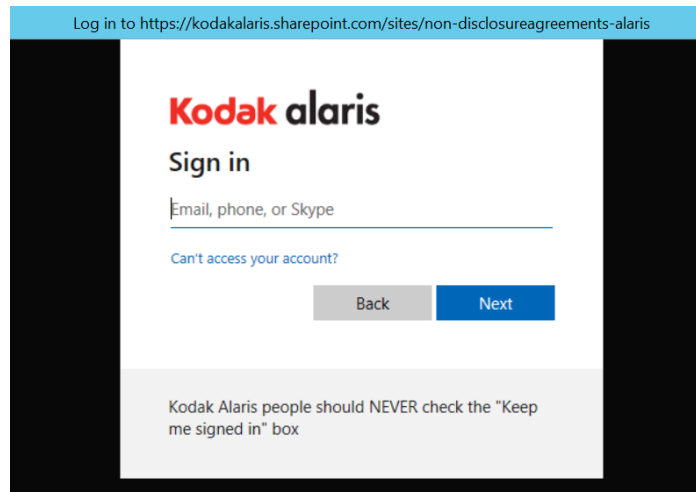 Log in to https://kodakalaris.sharepoint.com/sites/non-disclosureagreements-alaris
Kodak alaris
Sign in
Email, phone, or Skype
Can't access your account?
Back
Next
Kodak Alaris people should NEVER check the "Keep
me signed in" box